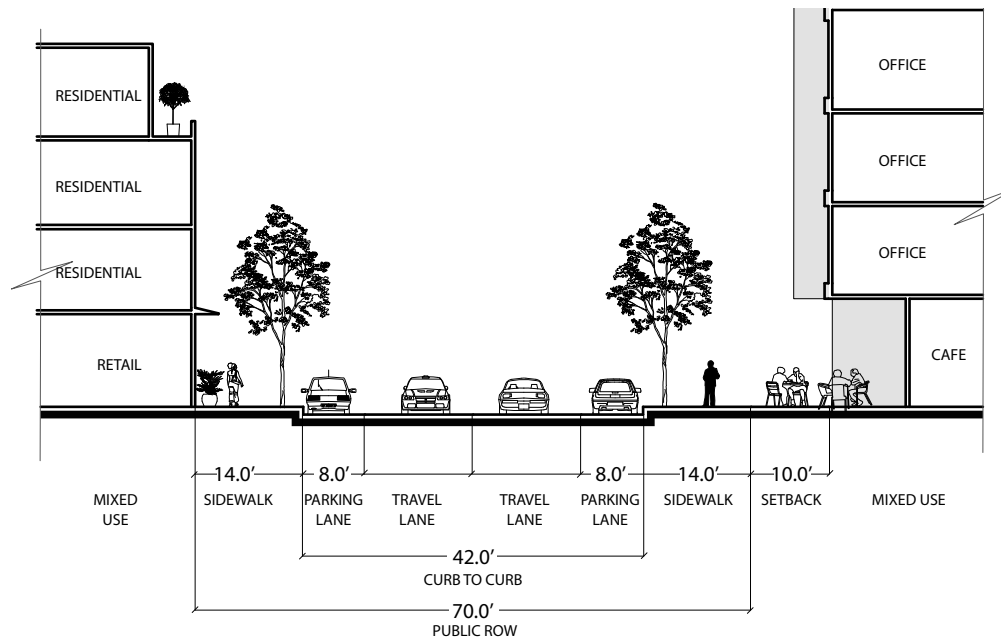 RESIDENTIAL
OFFICE
RESIDENTIAL
OFFICE
RESIDENTIAL
OFFICE
RETAIL
CAFE
14.0’ 8.0’ 8.0’ 14.0’ 10.0’
MIXED
USE
SIDEWALK
PARKING
LANE
TRAVEL
LANE
TRAVEL
LANE
PARKING
LANE
SIDEWALK
SETBACK
MIXED USE
42.0’
CURB TO CURB
70.0’
PUBLIC ROW